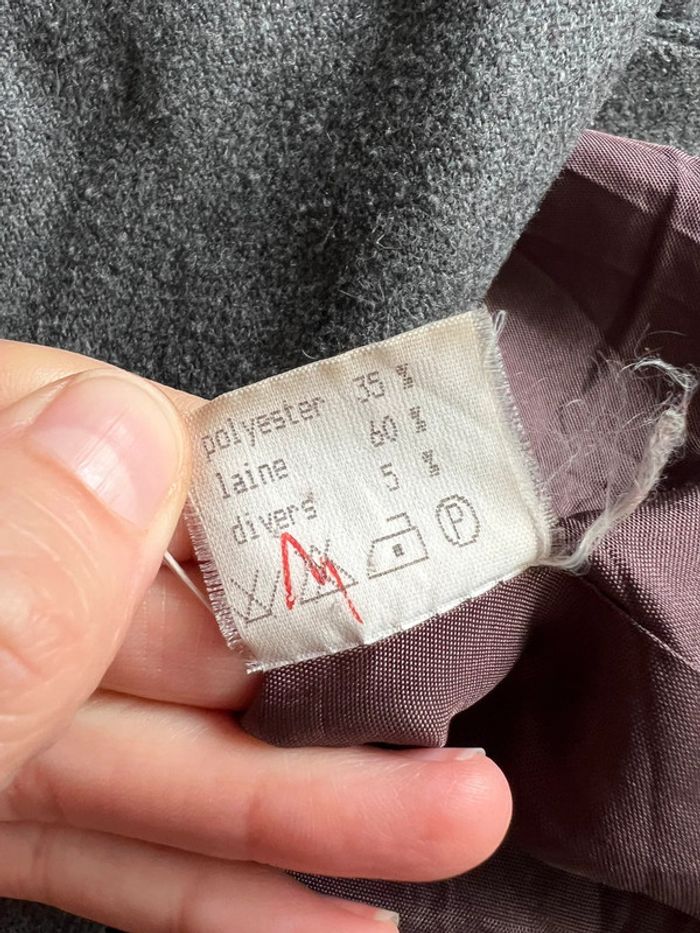 polyester 35 %
laine 60 %
divers 5 %
P